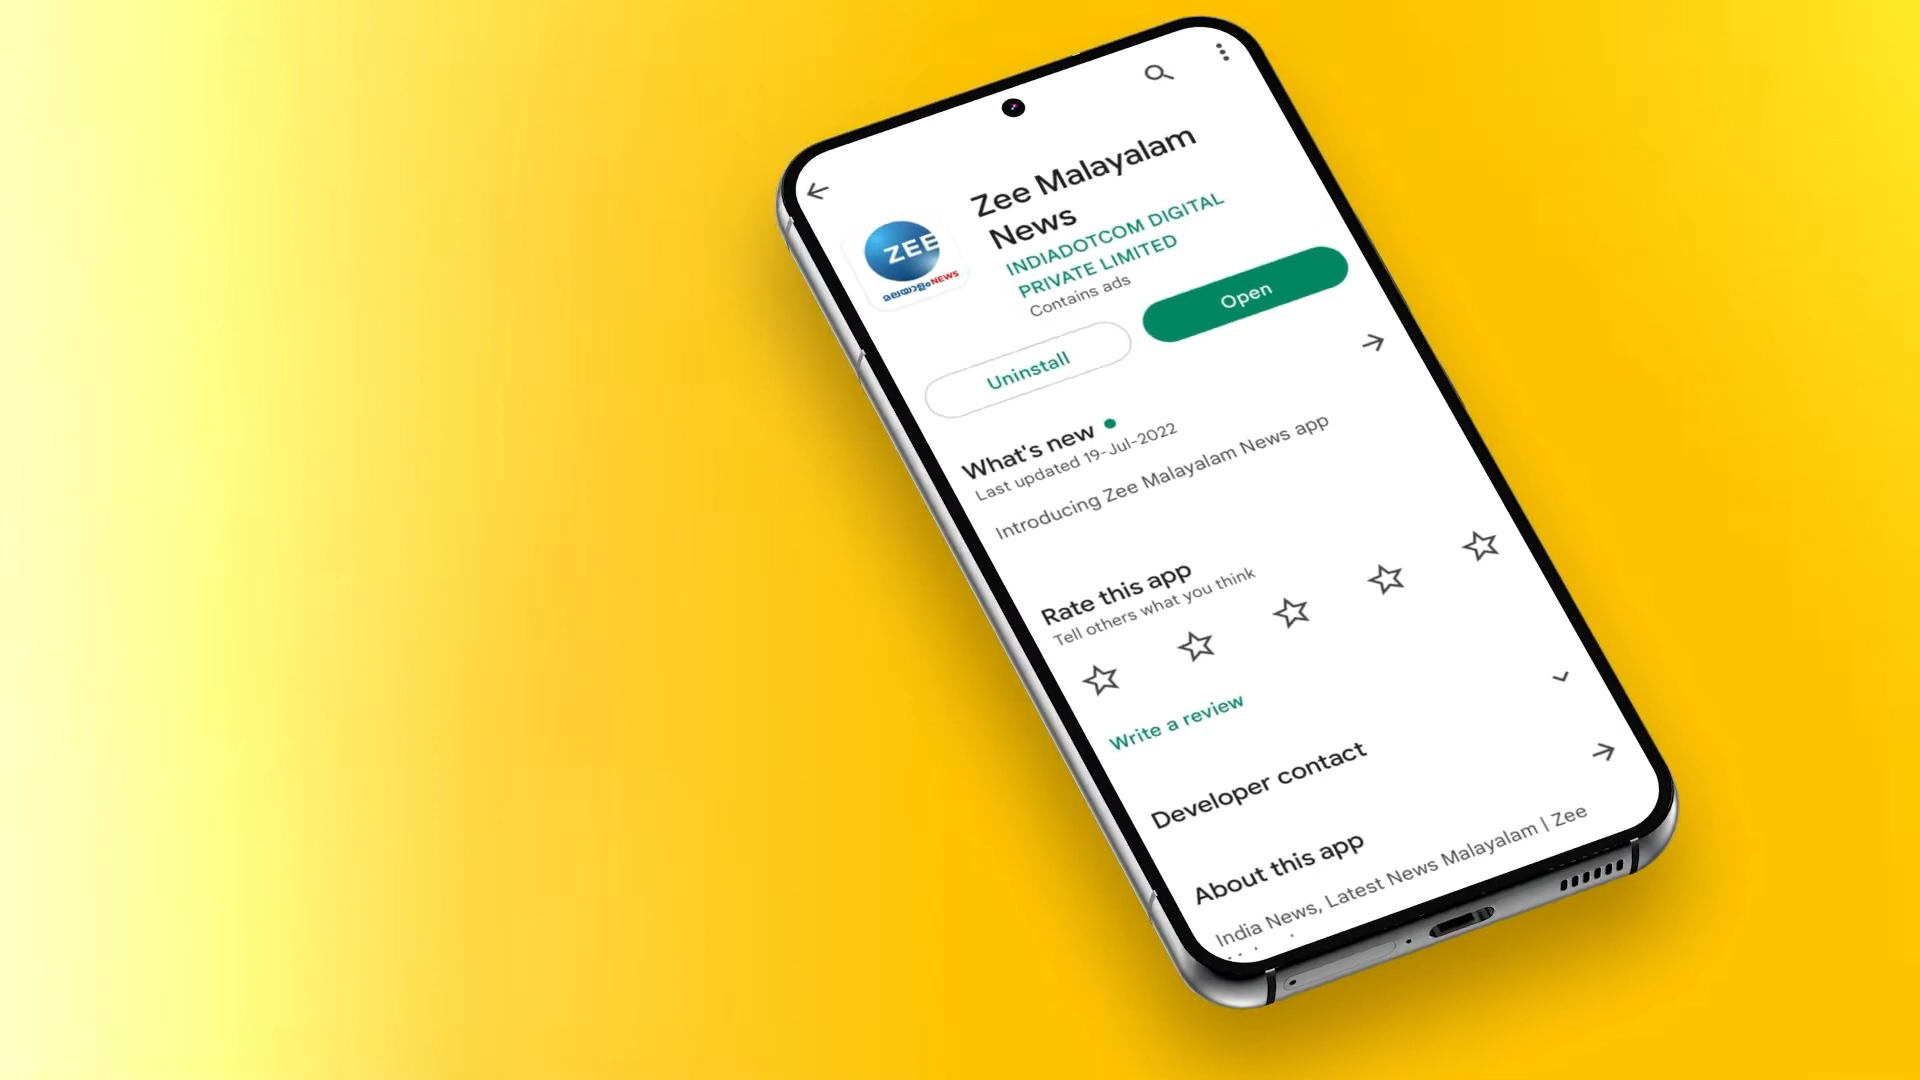 Zee Malayalam
News
INDIADOTCOM DIGITAL
PRIVATE LIMITED
Contains ads
ZEE
മലയാളംNEWS
Uninstall
Open
What's new
Last updated 19-Jul-2022
Introducing Zee Malayalam News app
Rate this app
Tell others what you think
Write a review
Developer contact
About this app
India News, Latest News Malayalam | Zee